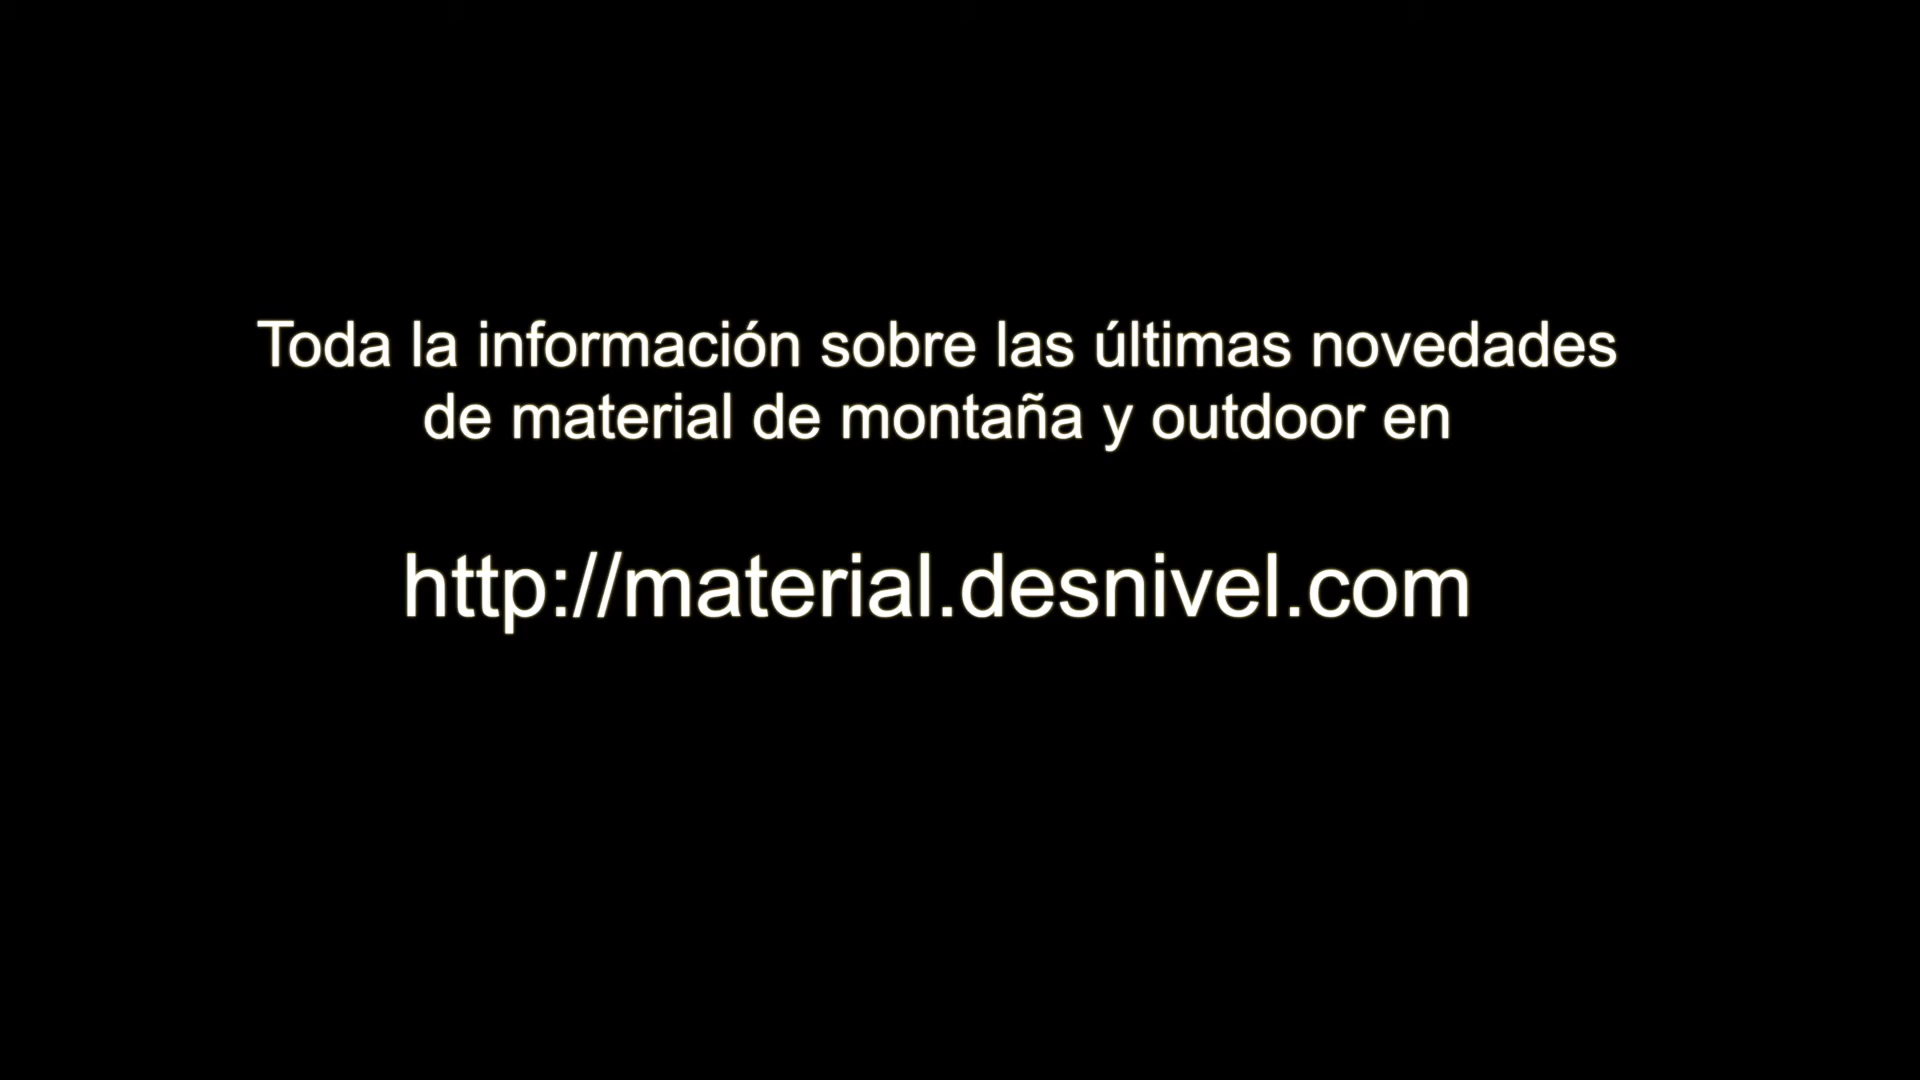 Toda la información sobre las últimas novedades
de material de montaña y outdoor en
http://material.desnivel.com